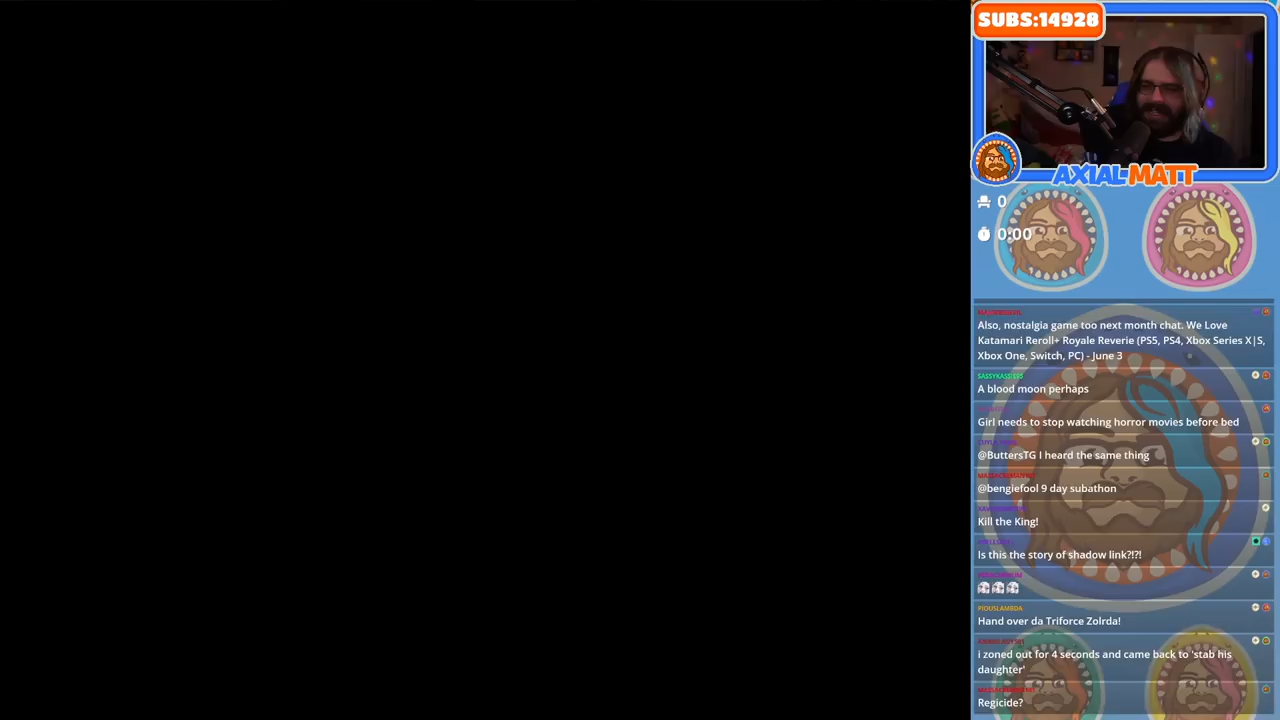 SUBS:14928
AXIALMATT
0
0:00
Also, nostalgia game too next month chat. We Love
Katamari Reroll+ Royale Reverie (PS5, PS4, Xbox Series X|S,
Xbox One, Switch, PC) - June 3
A blood moon perhaps
Girl needs to stop watching horror movies before bed
@ButtersTG I heard the same thing
@bengiefool 9 day subathon
Kill the King!
Is this the story of shadow link?!?!
PIOUSLAMBDA
Hand over da Triforce Zolrda!
i zoned out for 4 seconds and came back to 'stab his
daughter'
Regicide?